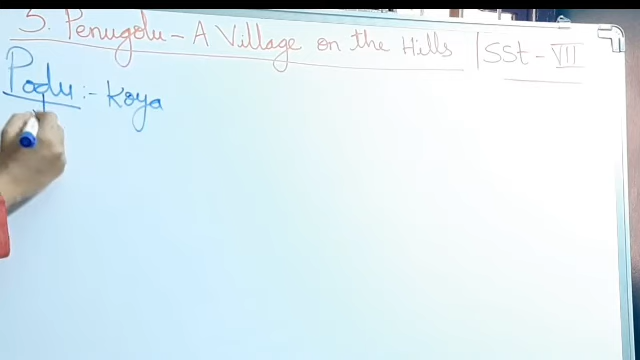 5. Penugolu - A Village on the Hills | SSt - VII
Podu :- Koya